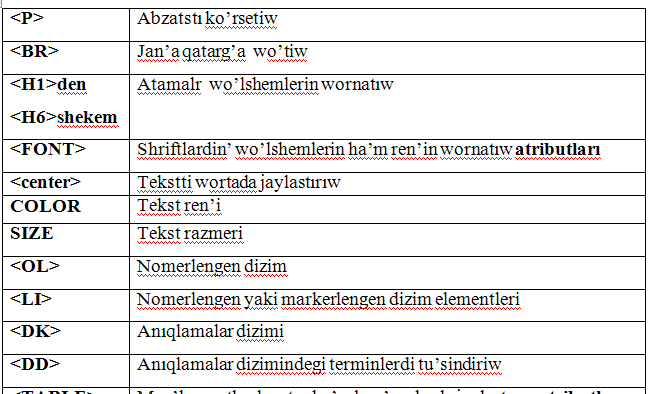 <P> Abzatstı ko’rsetiw
<BR> Jan’a qatarg’a wo’tiw
<H1>den Atamalr wo’lshemlerin wornatıw
<H6>shekem
<FONT> Shriftlardin’ wo’lshemlerin ha’m ren’in wornatıw atributları
<center> Tekstti wortada jaylastırıw
COLOR Tekst ren’i
SIZE Tekst razmeri
<OL> Nomerlengen dizim
<LI> Nomerlengen yaki markerlengen dizim elementleri
<DK> Anıqlamalar dizimi
<DD> Anıqlamalar dizimindegi terminlerdi tu’sindiriw
<TABLE>